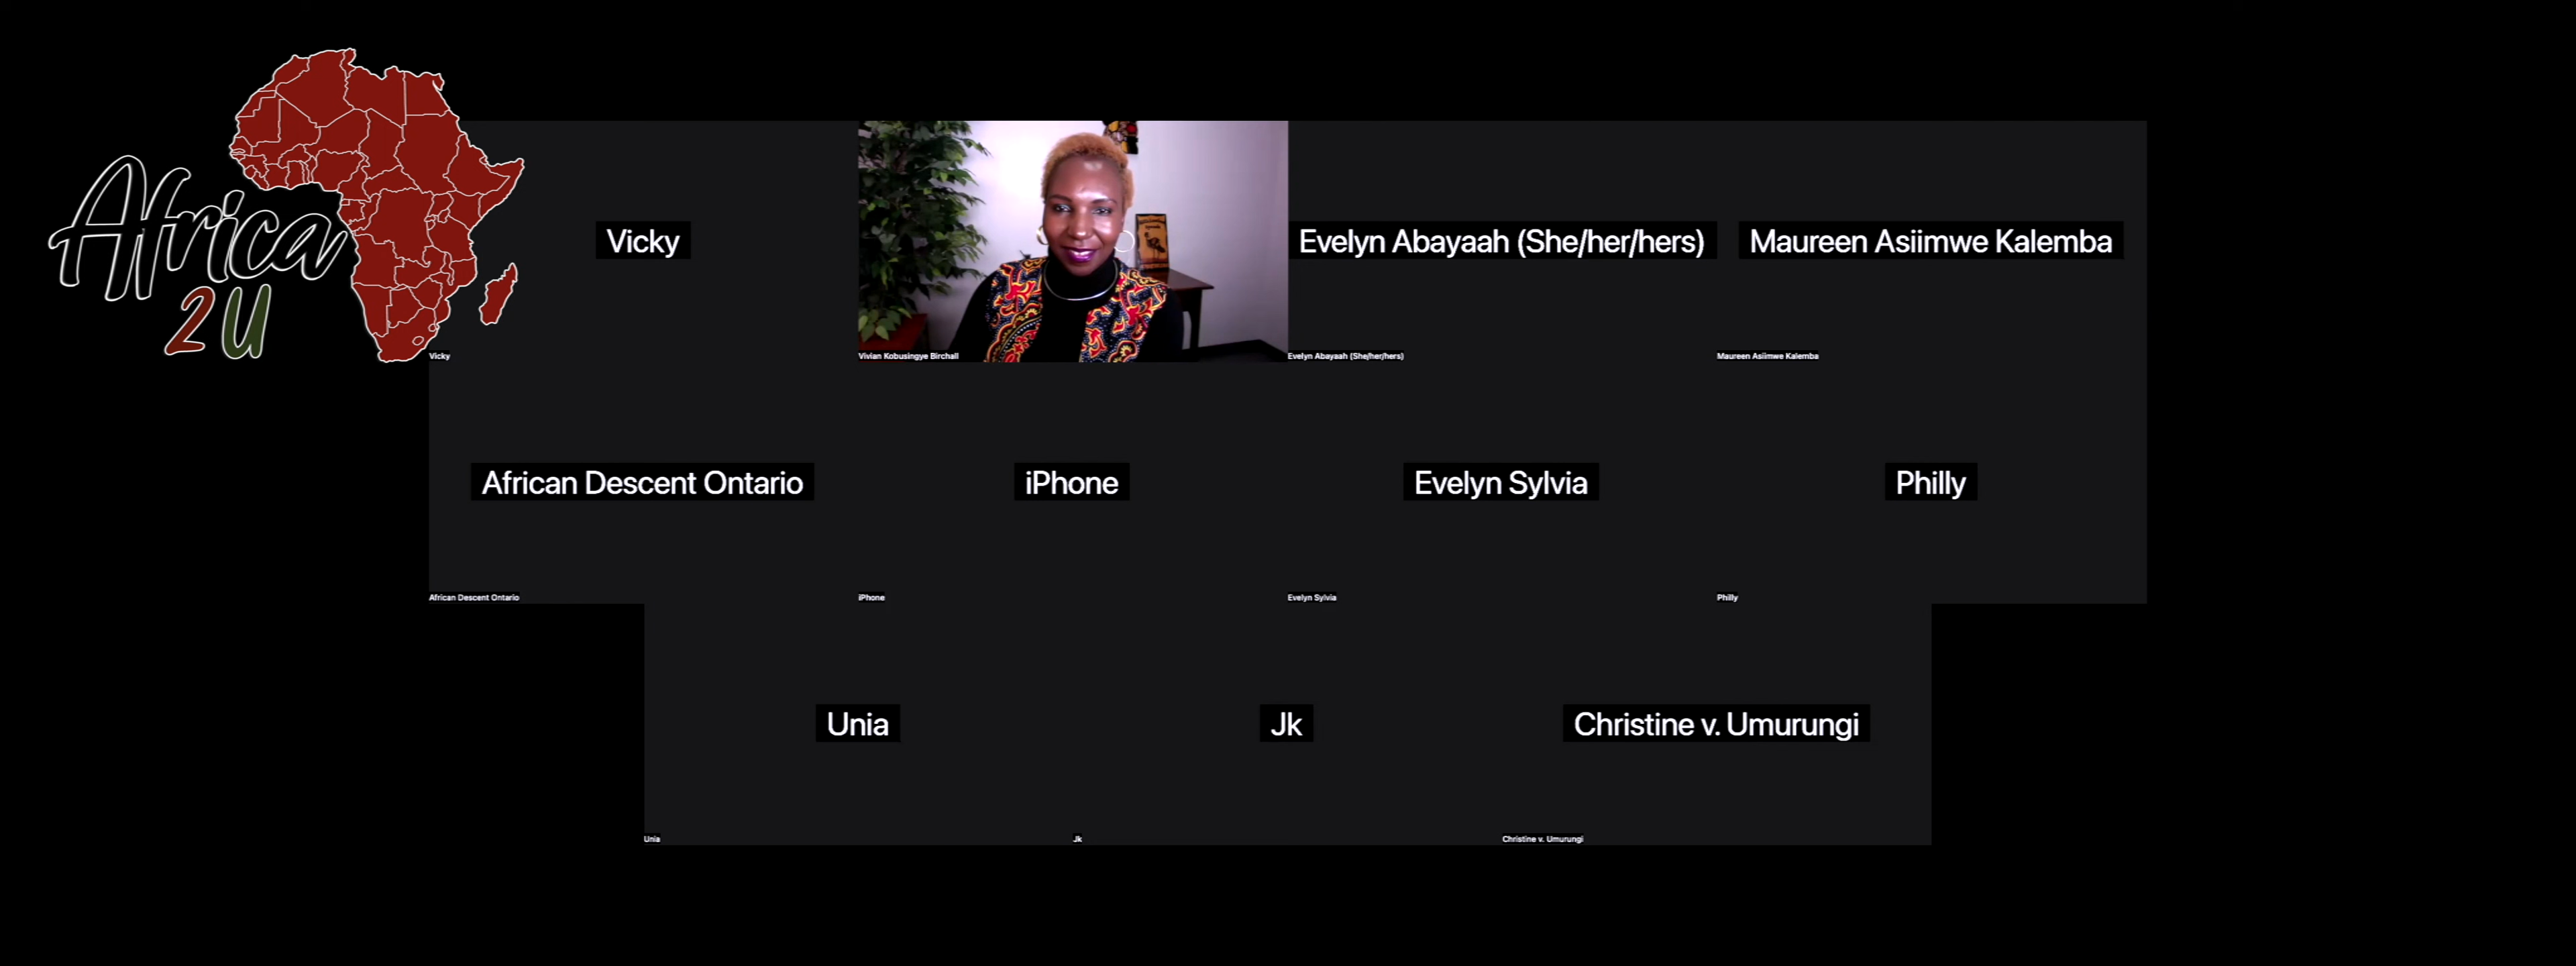 Africa
2U
Vicky
Evelyn Abayaah (She/her/hers)
Maureen Asiimwe Kalemba
Vicky
Vivian Kobusingye Birchall
Evelyn Abayaah (She/her/hers)
Maureen Asiimwe Kalemba
African Descent Ontario
iPhone
Evelyn Sylvia
Philly
African Descent Ontario
iPhone
Evelyn Sylvia
Philly
Unia
Jk
Christine v. Umurungi
Unia
Jk
Christine v. Umurungi